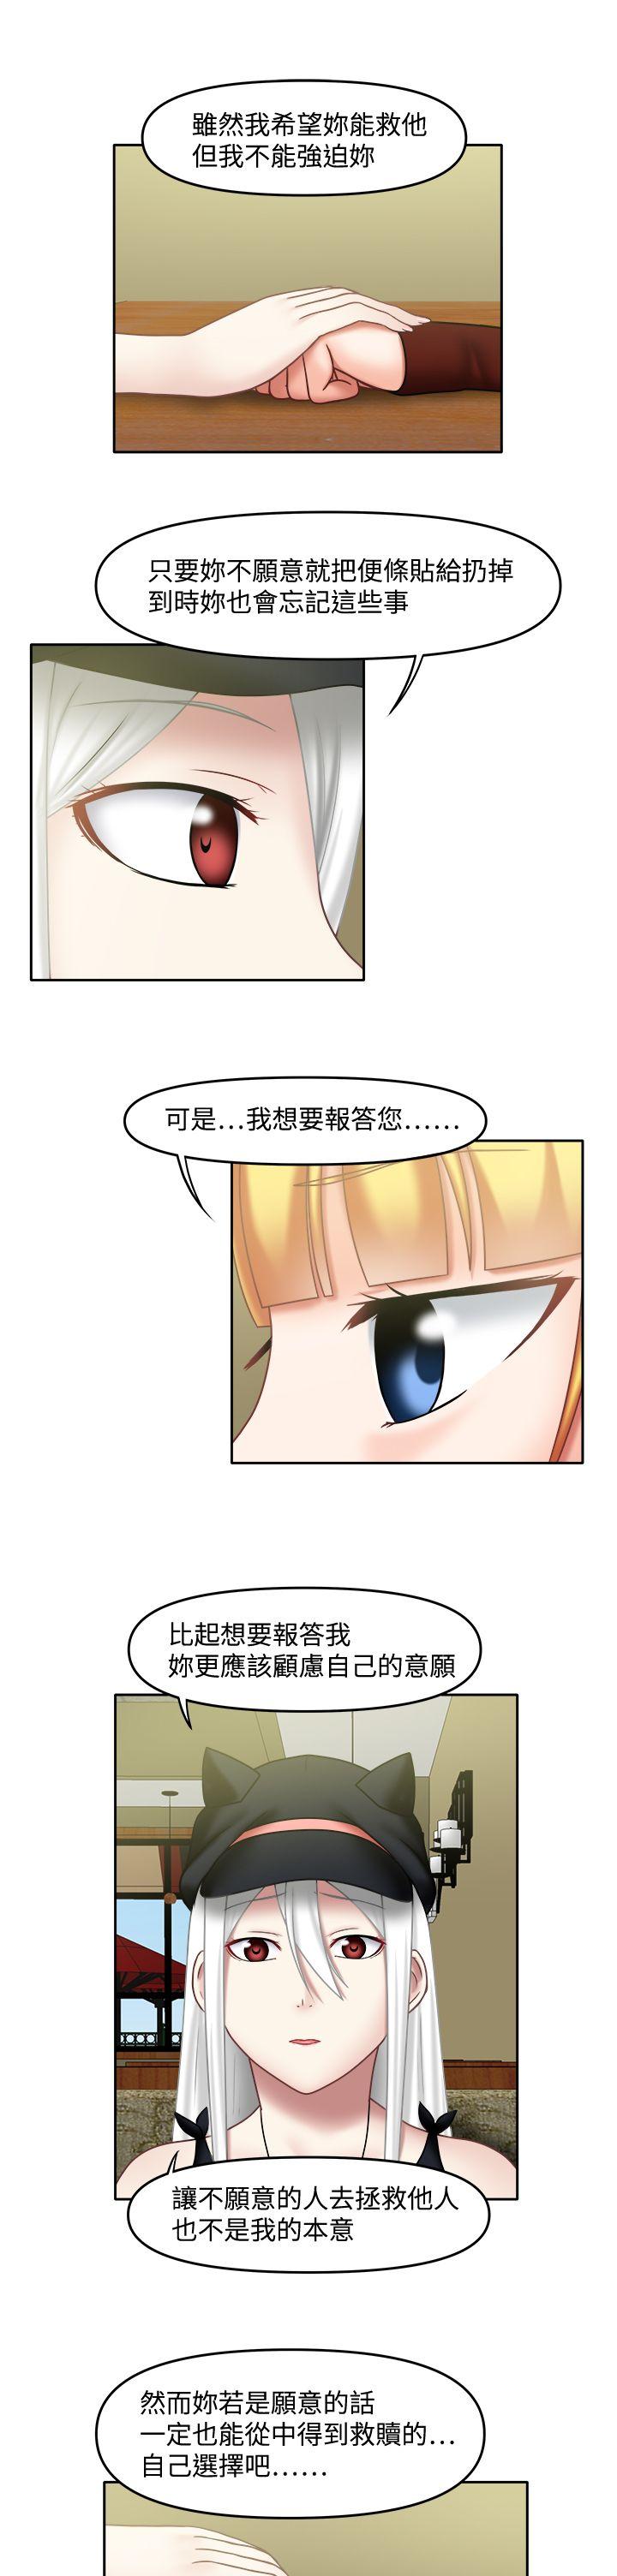 雖然我希望妳能救他
但我不能強迫妳
只要妳不願意就把便條貼給扔掉
到時妳也會忘記這些事
可是...我想要報答您......
比起想要報答我
妳更應該顧慮自己的意願
讓不願意的人去拯救他人
也不是我的本意
然而妳若是願意的話
一定也能從中得到救贖的...
自己選擇吧......